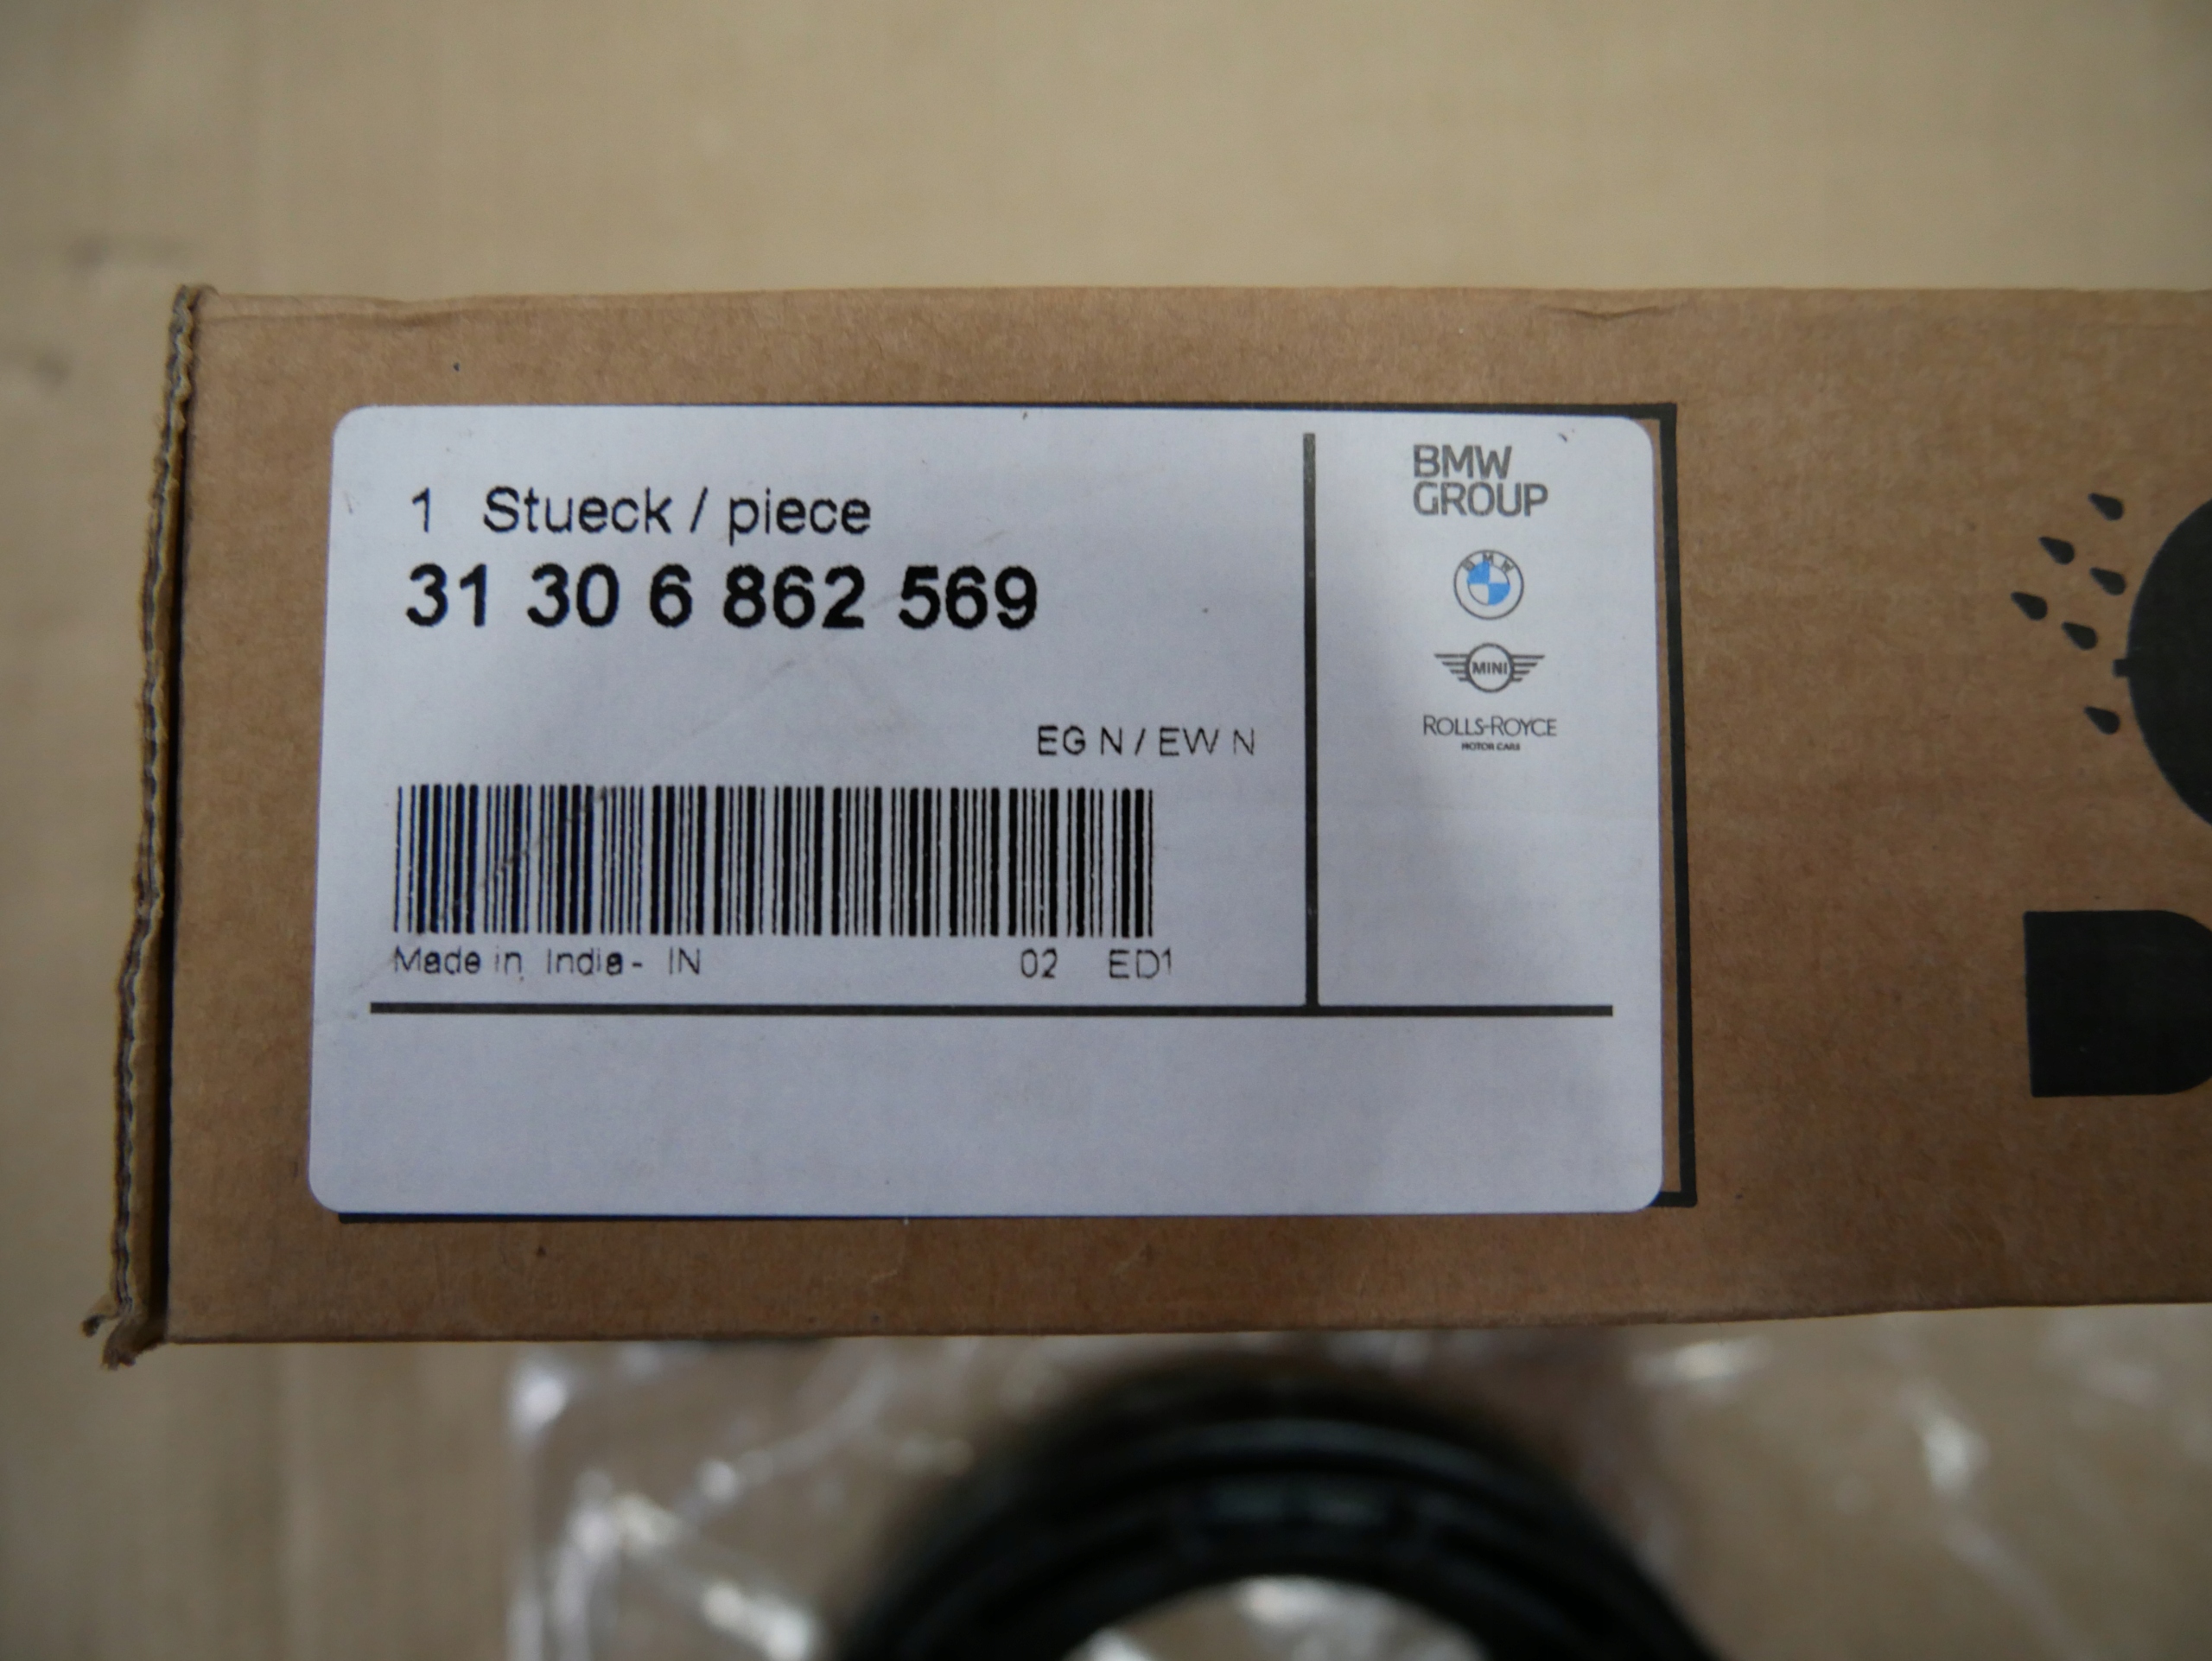 1 Stueck / piece
31 30 6 862 569
EG N / EW N
Made in India - IN 02 ED1
BMW
GROUP
BMW
MINI
ROLLS-ROYCE
MOTOR CARS